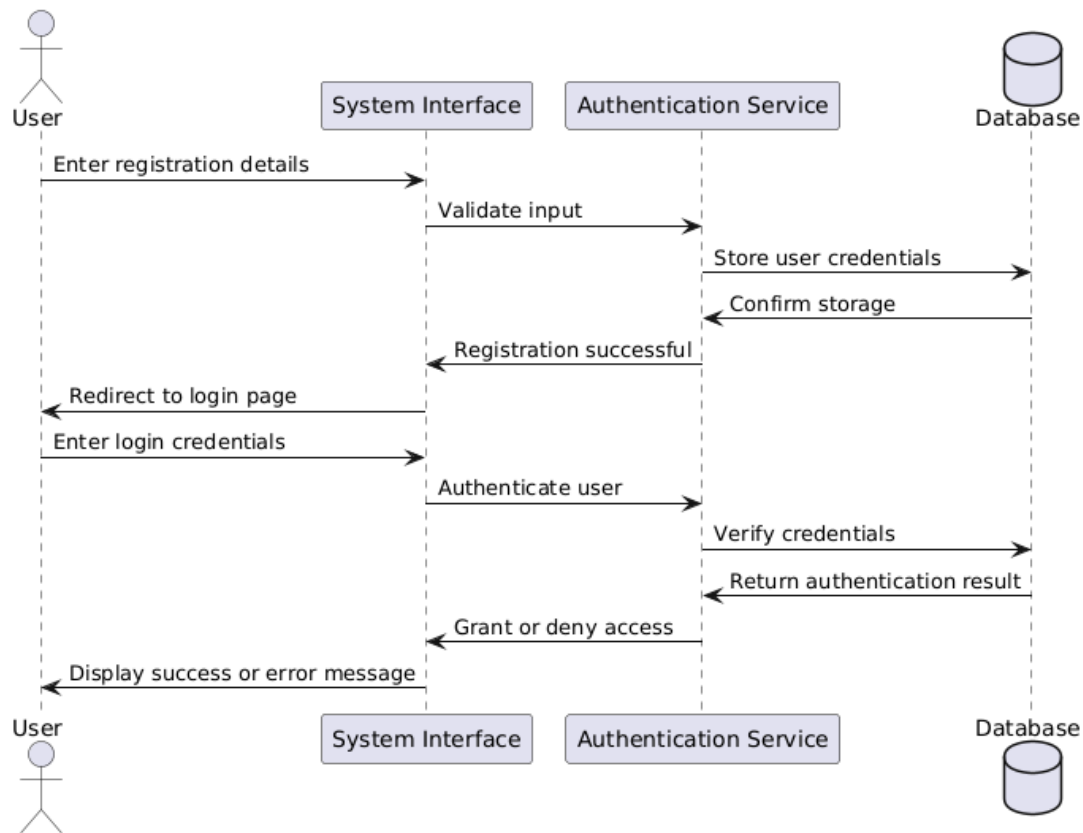 User
System Interface
Authentication Service
Database
Enter registration details
Validate input
Store user credentials
Confirm storage
Registration successful
Redirect to login page
Enter login credentials
Authenticate user
Verify credentials
Return authentication result
Grant or deny access
Display success or error message
User
System Interface
Authentication Service
Database